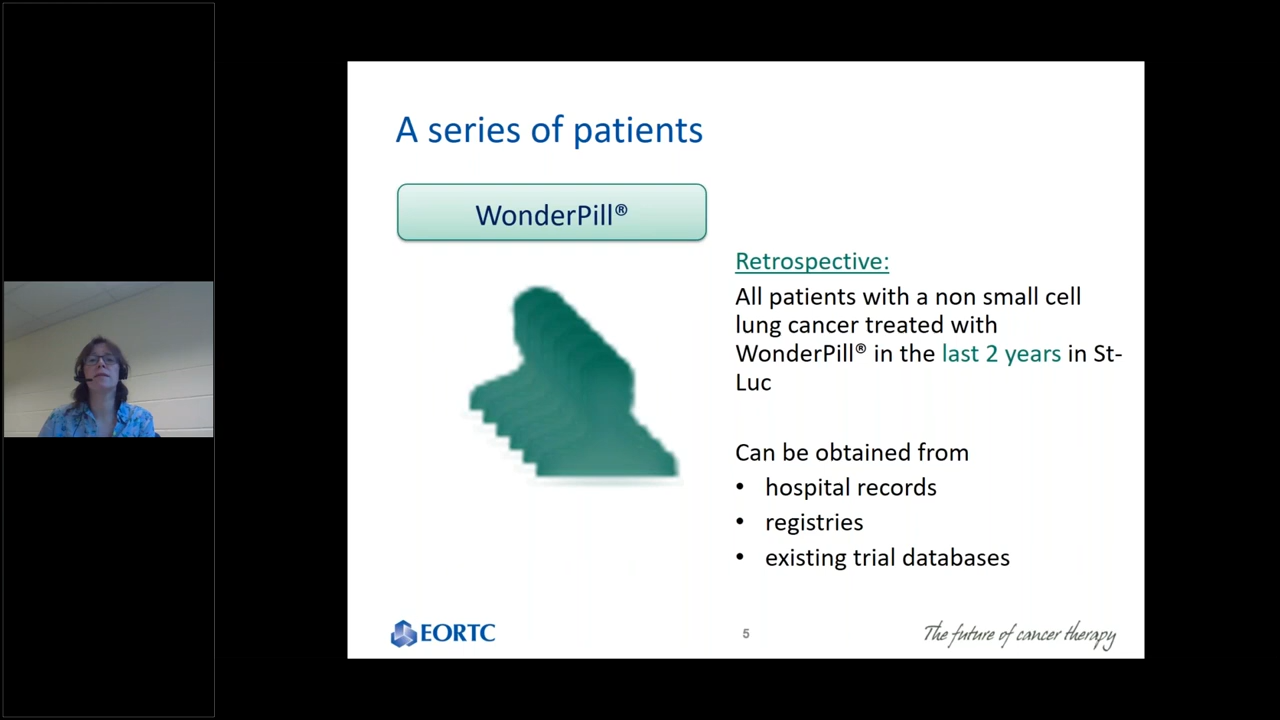 A series of patients
WonderPill®
Retrospective:
All patients with a non small cell
lung cancer treated with
WonderPill® in the last 2 years in St-
Luc
Can be obtained from
• hospital records
• registries
• existing trial databases
EORTC
5
The future of cancer therapy